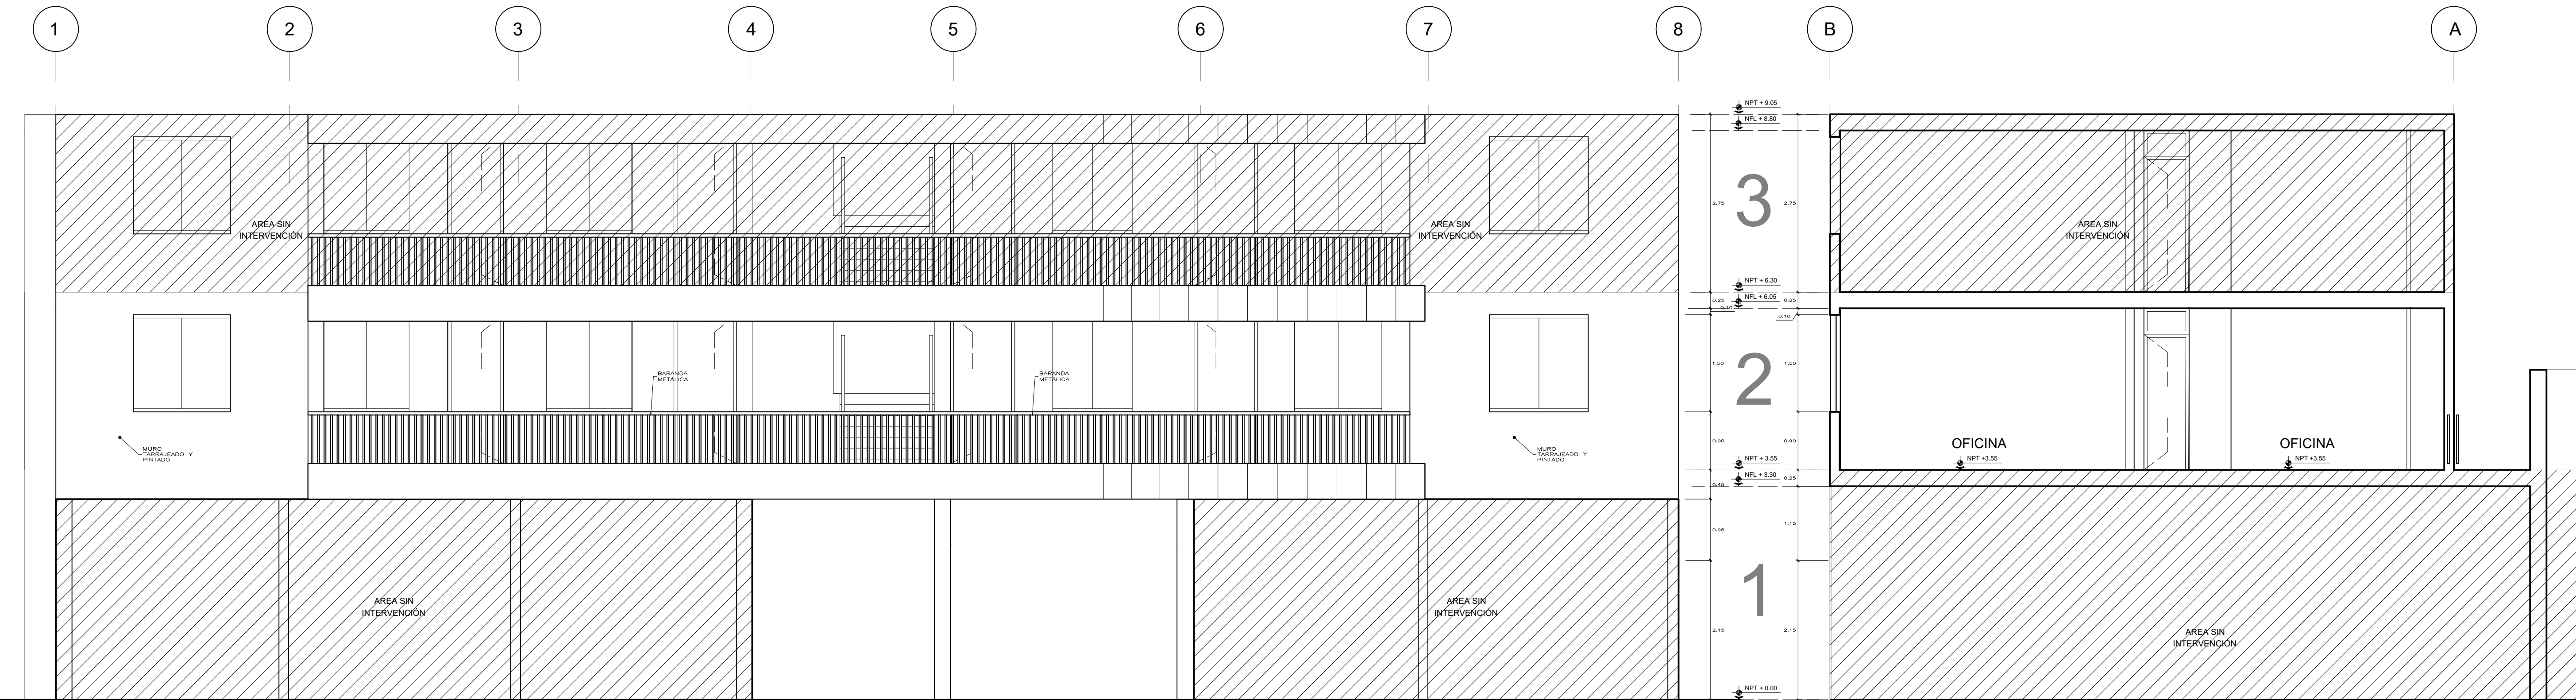 1 2 3 4 5 6 7 8 B A
NPT + 9.05
NFL + 8.80
AREA SIN
INTERVENCIÓN
AREA SIN
INTERVENCIÓN
2.75
3
2.75
AREA SIN
INTERVENCIÓN
NPT + 6.30
0.25
NFL + 6.05
0.25
0.10
0.10
BARANDA
METÁLICA
BARANDA
METÁLICA
1.50
2
1.50
MURO
TARRAJEADO Y
PINTADO
MURO
TARRAJEADO Y
PINTADO
0.90
0.90
OFICINA
NPT +3.55
OFICINA
NPT +3.55
NPT + 3.55
NFL + 3.30
0.45
0.25
0.95
1.15
AREA SIN
INTERVENCIÓN
AREA SIN
INTERVENCIÓN
1
2.15
2.15
AREA SIN
INTERVENCIÓN
NPT + 0.00